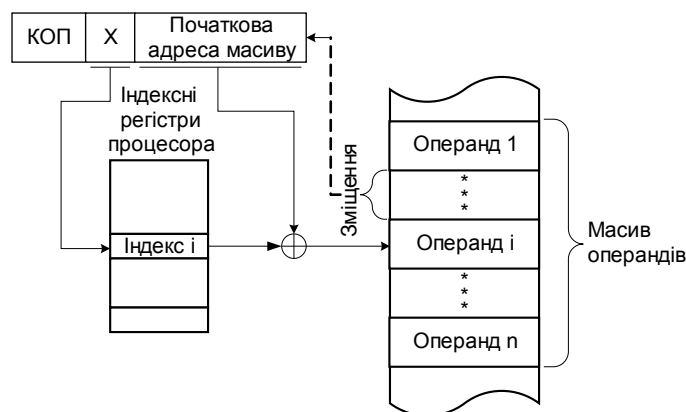 КОП
X
Початкова
адреса масиву
Індексні
регістри
процесора
Індекс і
Зміщення
Операнд 1
*
*
*
Операнд і
*
*
*
Операнд n
Масив
операндів